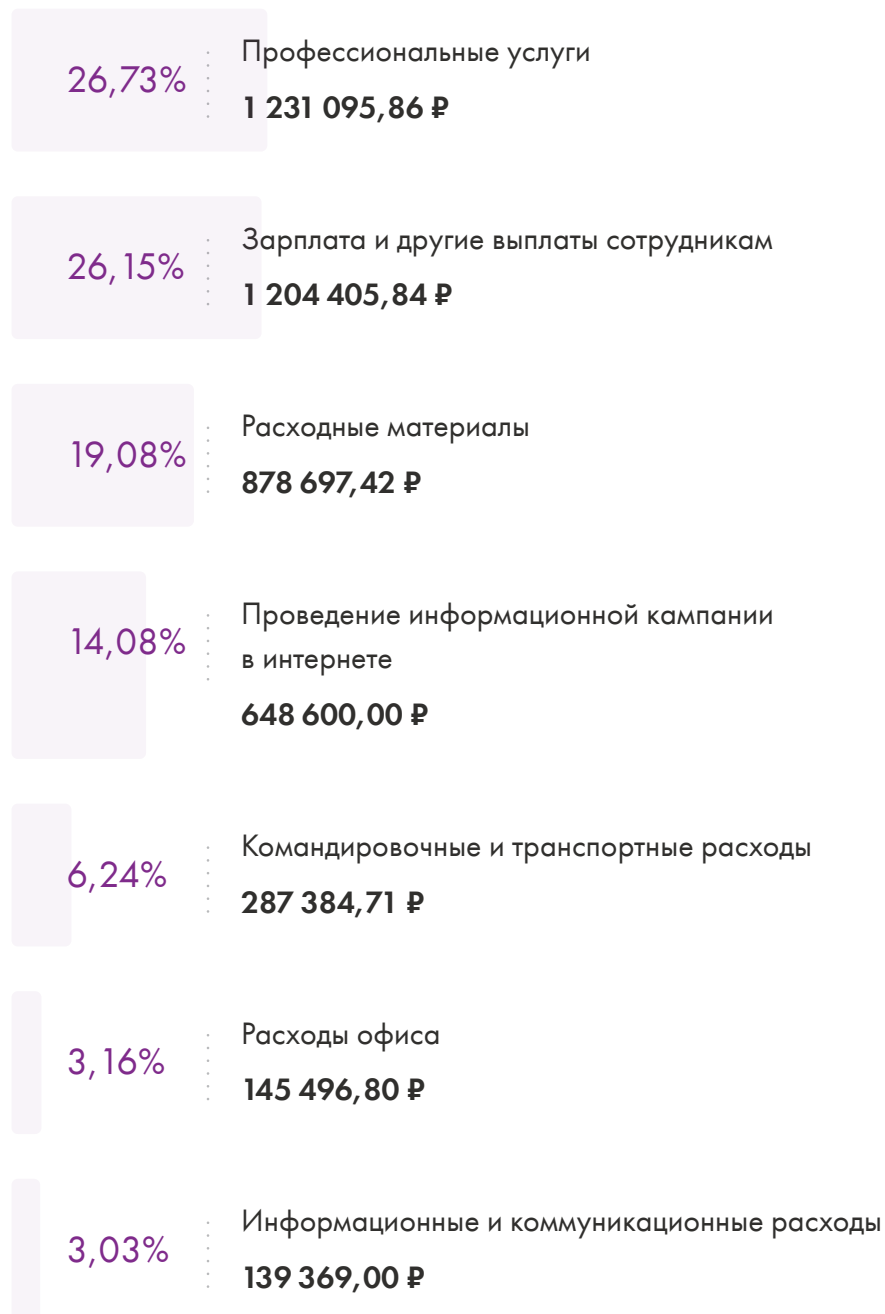 26,73%
Профессиональные услуги
1 231 095,86 ₽
26,15%
Зарплата и другие выплаты сотрудникам
1 204 405,84 ₽
19,08%
Расходные материалы
878 697,42 ₽
14,08%
Проведение информационной кампании
в интернете
648 600,00 ₽
6,24%
Командировочные и транспортные расходы
287 384,71 ₽
3,16%
Расходы офиса
145 496,80 ₽
3,03%
Информационные и коммуникационные расходы
139 369,00 ₽